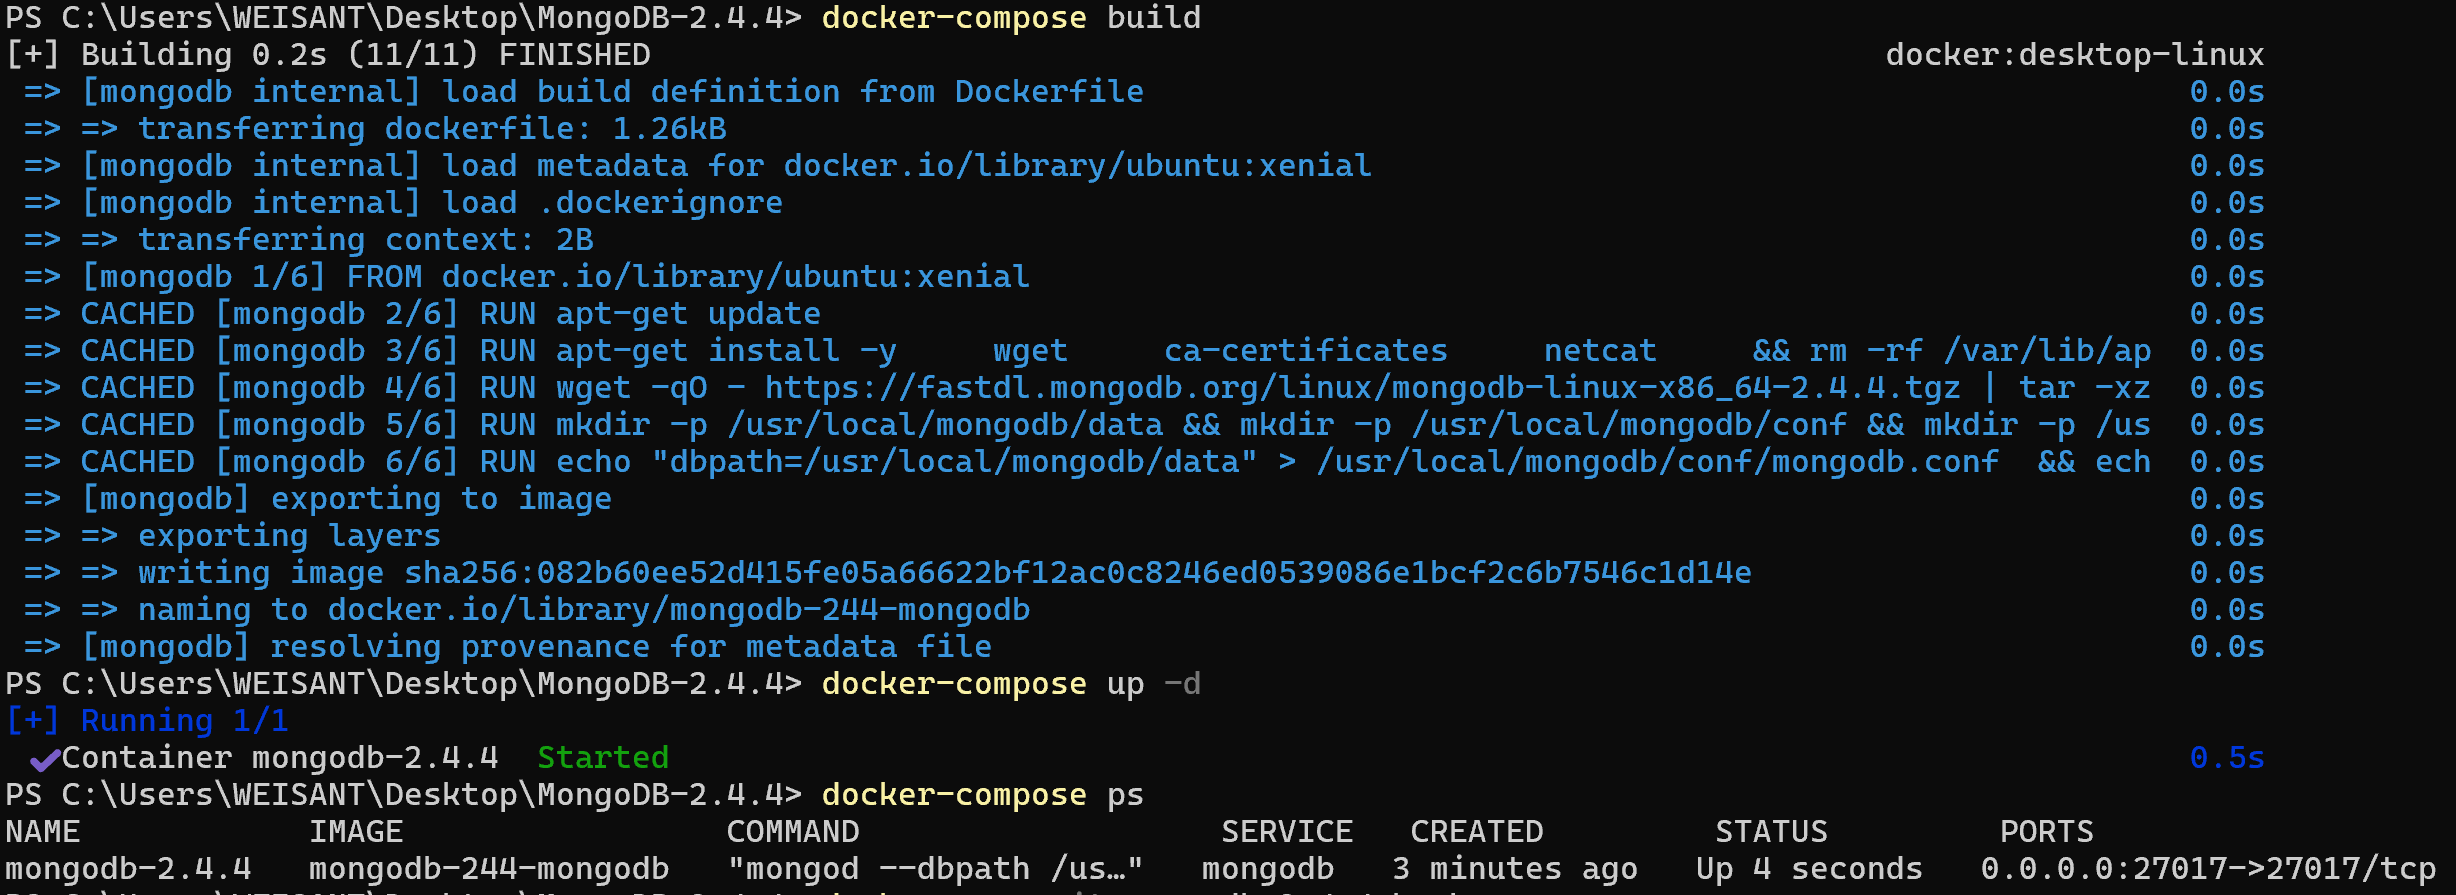 PS C:\Users\WEISANT\Desktop\MongoDB-2.4.4> docker-compose build
[+] Building 0.2s (11/11) FINISHED docker:desktop-linux
=> [mongodb internal] load build definition from Dockerfile 0.0s
=> => transferring dockerfile: 1.26kB 0.0s
=> [mongodb internal] load metadata for docker.io/library/ubuntu:xenial 0.0s
=> [mongodb internal] load .dockerignore 0.0s
=> => transferring context: 2B 0.0s
=> [mongodb 1/6] FROM docker.io/library/ubuntu:xenial 0.0s
=> CACHED [mongodb 2/6] RUN apt-get update 0.0s
=> CACHED [mongodb 3/6] RUN apt-get install -y     wget     ca-certificates     netcat     && rm -rf /var/lib/ap 0.0s
=> CACHED [mongodb 4/6] RUN wget -qO - https://fastdl.mongodb.org/linux/mongodb-linux-x86_64-2.4.4.tgz | tar -xz 0.0s
=> CACHED [mongodb 5/6] RUN mkdir -p /usr/local/mongodb/data && mkdir -p /usr/local/mongodb/conf && mkdir -p /us 0.0s
=> CACHED [mongodb 6/6] RUN echo "dbpath=/usr/local/mongodb/data" > /usr/local/mongodb/conf/mongodb.conf  && ech 0.0s
=> [mongodb] exporting to image 0.0s
=> => exporting layers 0.0s
=> => writing image sha256:082b60ee52d415fe05a66622bf12ac0c8246ed0539086e1bcf2c6b7546c1d14e 0.0s
=> => naming to docker.io/library/mongodb-244-mongodb 0.0s
=> [mongodb] resolving provenance for metadata file 0.0s
PS C:\Users\WEISANT\Desktop\MongoDB-2.4.4> docker-compose up -d
[+] Running 1/1
✔Container mongodb-2.4.4  Started 0.5s
PS C:\Users\WEISANT\Desktop\MongoDB-2.4.4> docker-compose ps
NAME IMAGE COMMAND SERVICE CREATED STATUS PORTS
mongodb-2.4.4 mongodb-244-mongodb "mongod --dbpath /us…" mongodb 3 minutes ago Up 4 seconds 0.0.0.0:27017->27017/tcp